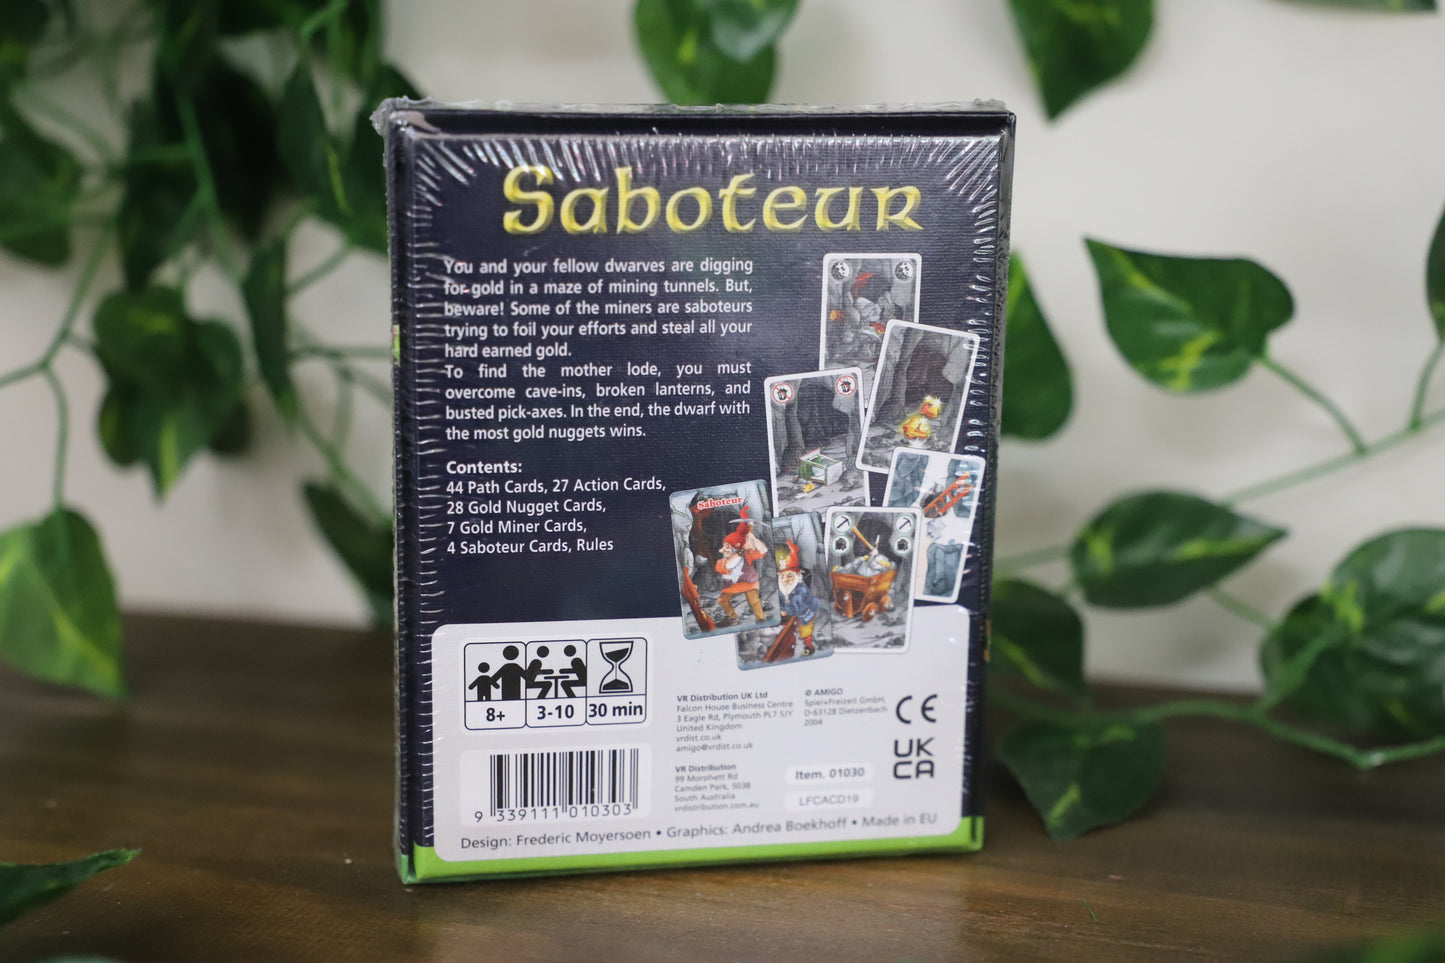 Saboteur
You and your fellow dwarves are digging
for gold in a maze of mining tunnels. But,
beware! Some of the miners are saboteurs
trying to foil your efforts and steal all your
hard earned gold.
To find the mother lode, you must
overcome cave-ins, broken lanterns, and
busted pick-axes. In the end, the dwarf with
the most gold nuggets wins.
Contents:
44 Path Cards, 27 Action Cards,
28 Gold Nugget Cards,
7 Gold Miner Cards,
4 Saboteur Cards, Rules
Saboteur
8+
3-10
30 min
VR Distribution UK Ltd
Falcon House Business Centre
3 Eagle Rd, Plymouth PL7 5JY
United Kingdom
vrdist.co.uk
amigo@vrdist.co.uk
© AMIGO
Spiel+Freizeit GmbH,
D-63128 Dietzenbach
2004
CE
UK
CA
VR Distribution
99 Morphett Rd
Camden Park, 5038
South Australia
vrdistribution.com.au
Item. 01030
LFCACD19
9 339111 010303
Design: Frederic Moyersoen • Graphics: Andrea Boekhoff • Made in EU